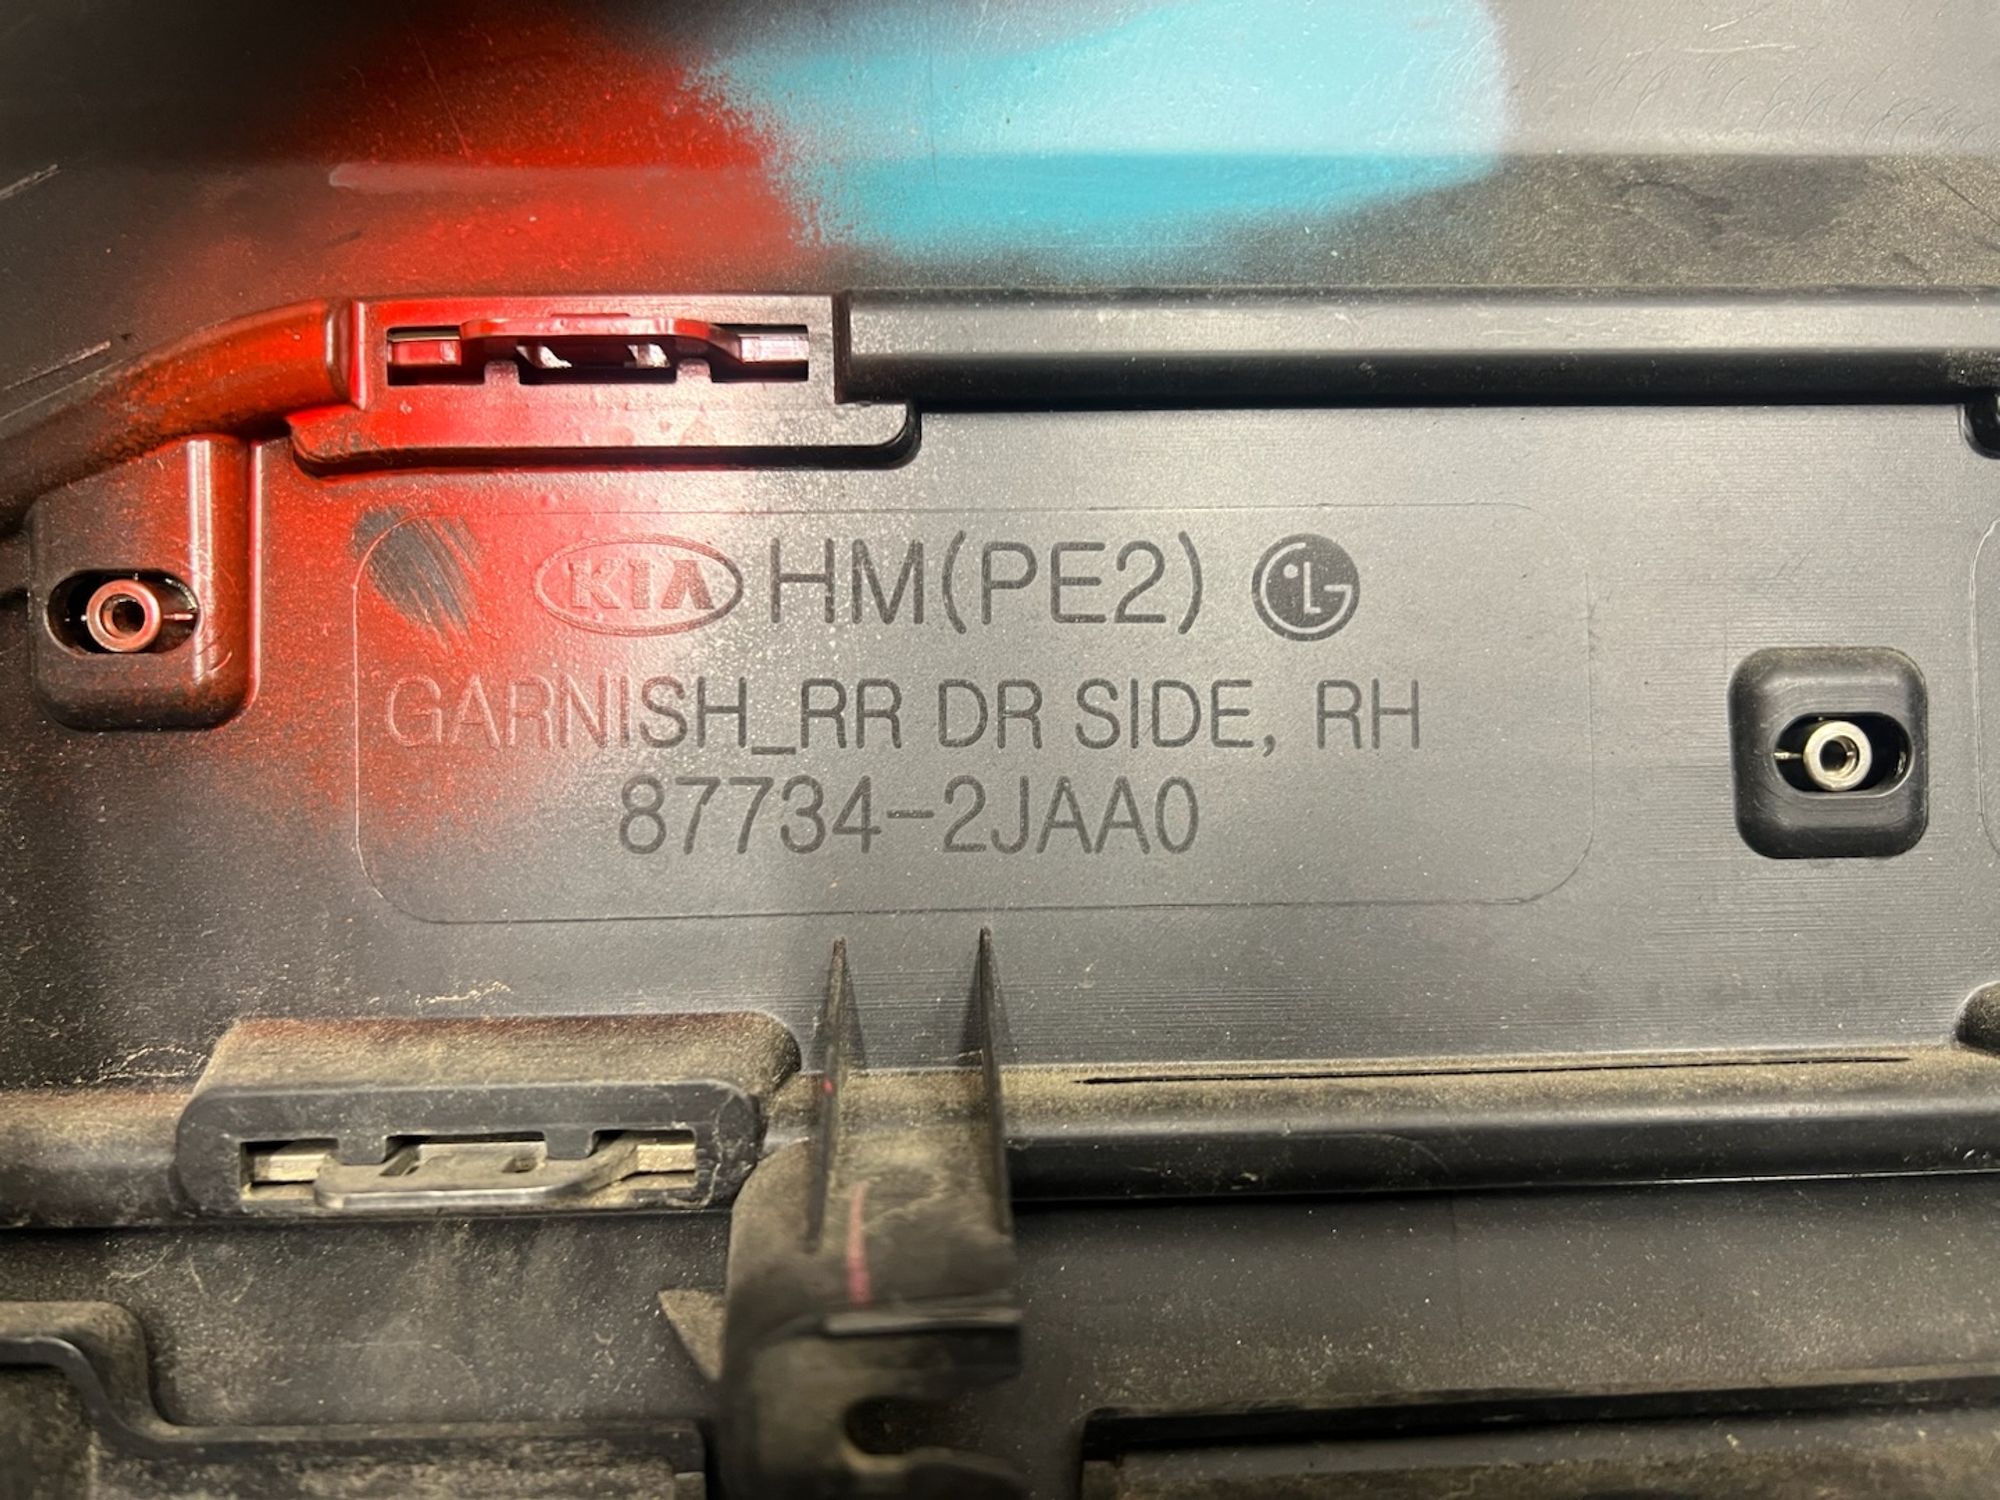 KIA HM(PE2) LG
GARNISH_RR DR SIDE, RH
87734-2JAA0